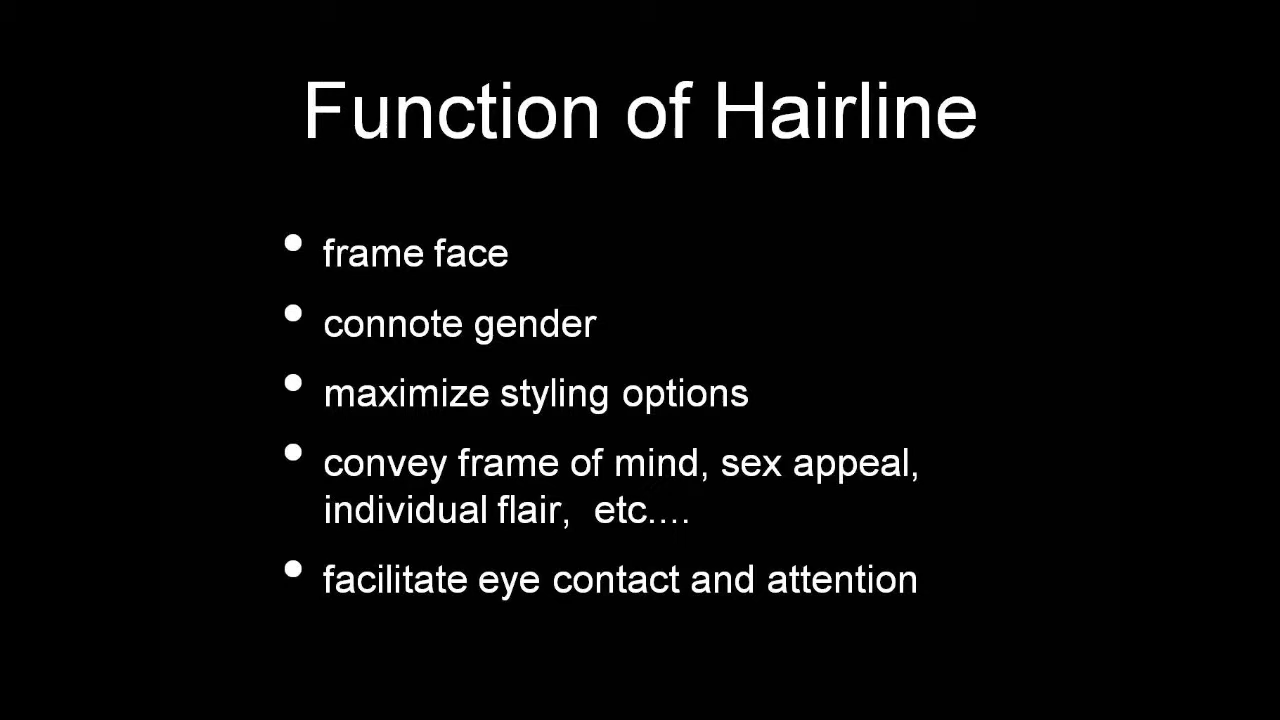 Function of Hairline
• frame face
• connote gender
• maximize styling options
• convey frame of mind, sex appeal,
individual flair,  etc....
• facilitate eye contact and attention